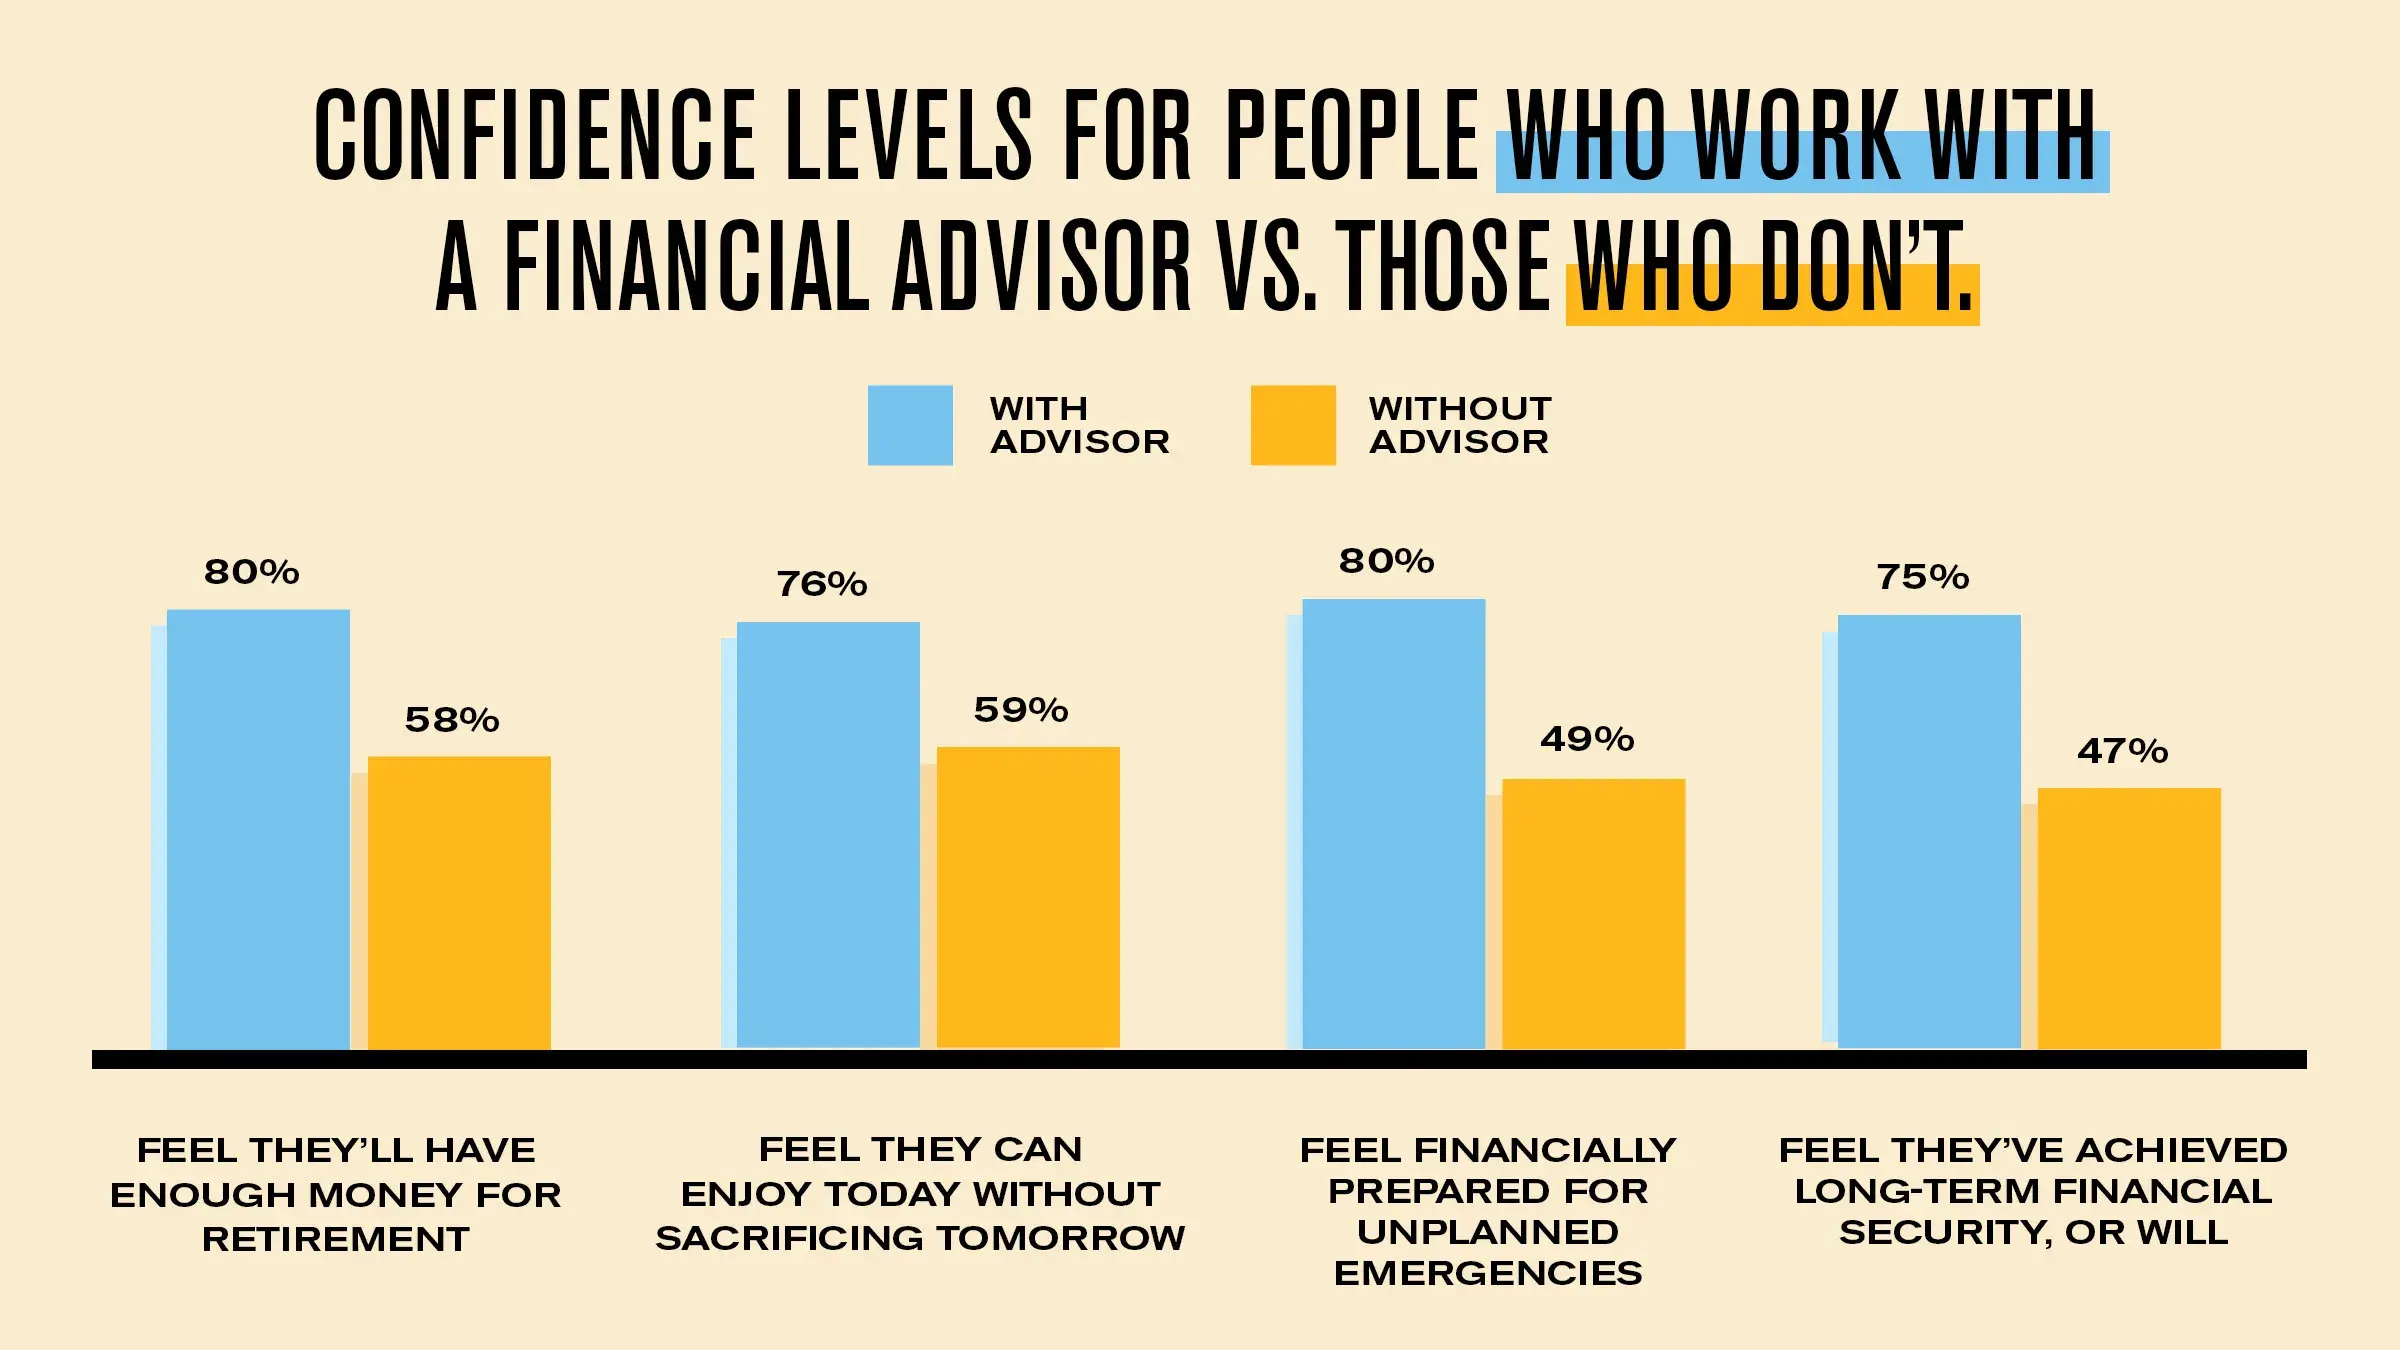 CONFIDENCE LEVELS FOR PEOPLE WHO WORK WITH
A FINANCIAL ADVISOR VS. THOSE WHO DON’T.
WITH
ADVISOR
WITHOUT
ADVISOR
80%
58%
76%
59%
80%
49%
75%
47%
FEEL THEY’LL HAVE
ENOUGH MONEY FOR
RETIREMENT
FEEL THEY CAN
ENJOY TODAY WITHOUT
SACRIFICING TOMORROW
FEEL FINANCIALLY
PREPARED FOR
UNPLANNED
EMERGENCIES
FEEL THEY’VE ACHIEVED
LONG-TERM FINANCIAL
SECURITY, OR WILL